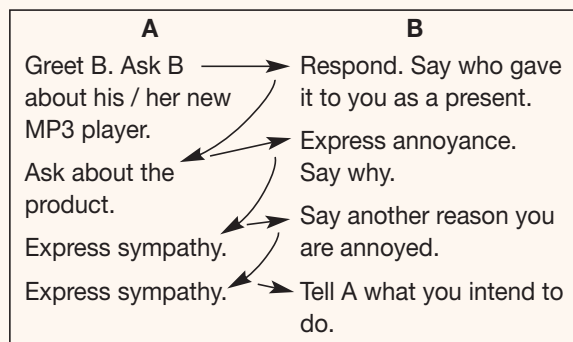 A
B
Greet B. Ask B
about his / her new
MP3 player.
Respond. Say who gave
it to you as a present.
Ask about the
product.
Express annoyance.
Say why.
Express sympathy.
Say another reason you
are annoyed.
Express sympathy.
Tell A what you intend to
do.